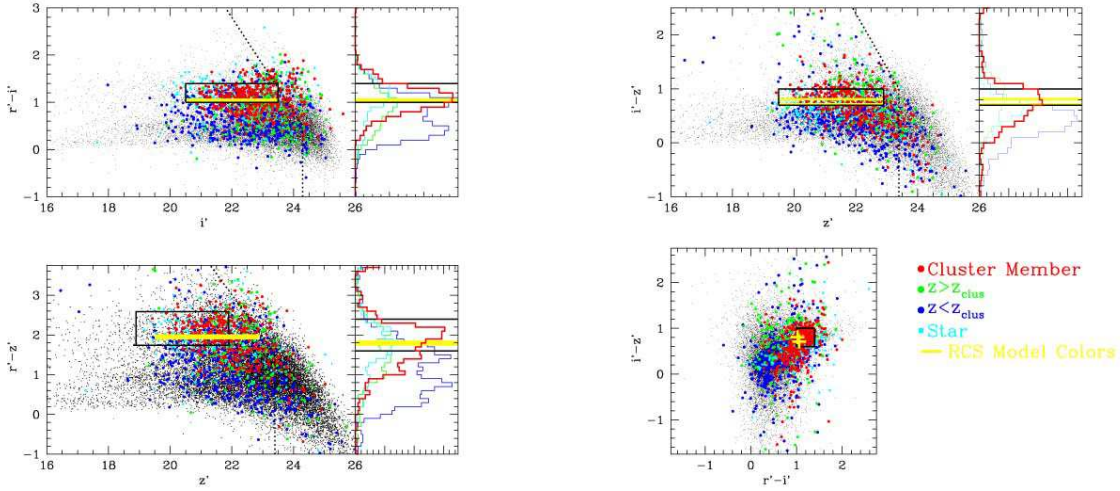 3
2
1
0
-1
r'-i'
16 18 20 22 24 26
i'
2
1
0
-1
i'-z'
16 18 20 22 24 26
z'
3
2
1
0
-1
r'-z'
16 18 20 22 24 26
z'
2
1
0
-1
i'-z'
-1 0 1 2
r'-i'
Cluster Member
z>z_clus
z<z_clus
Star
RCS Model Colors